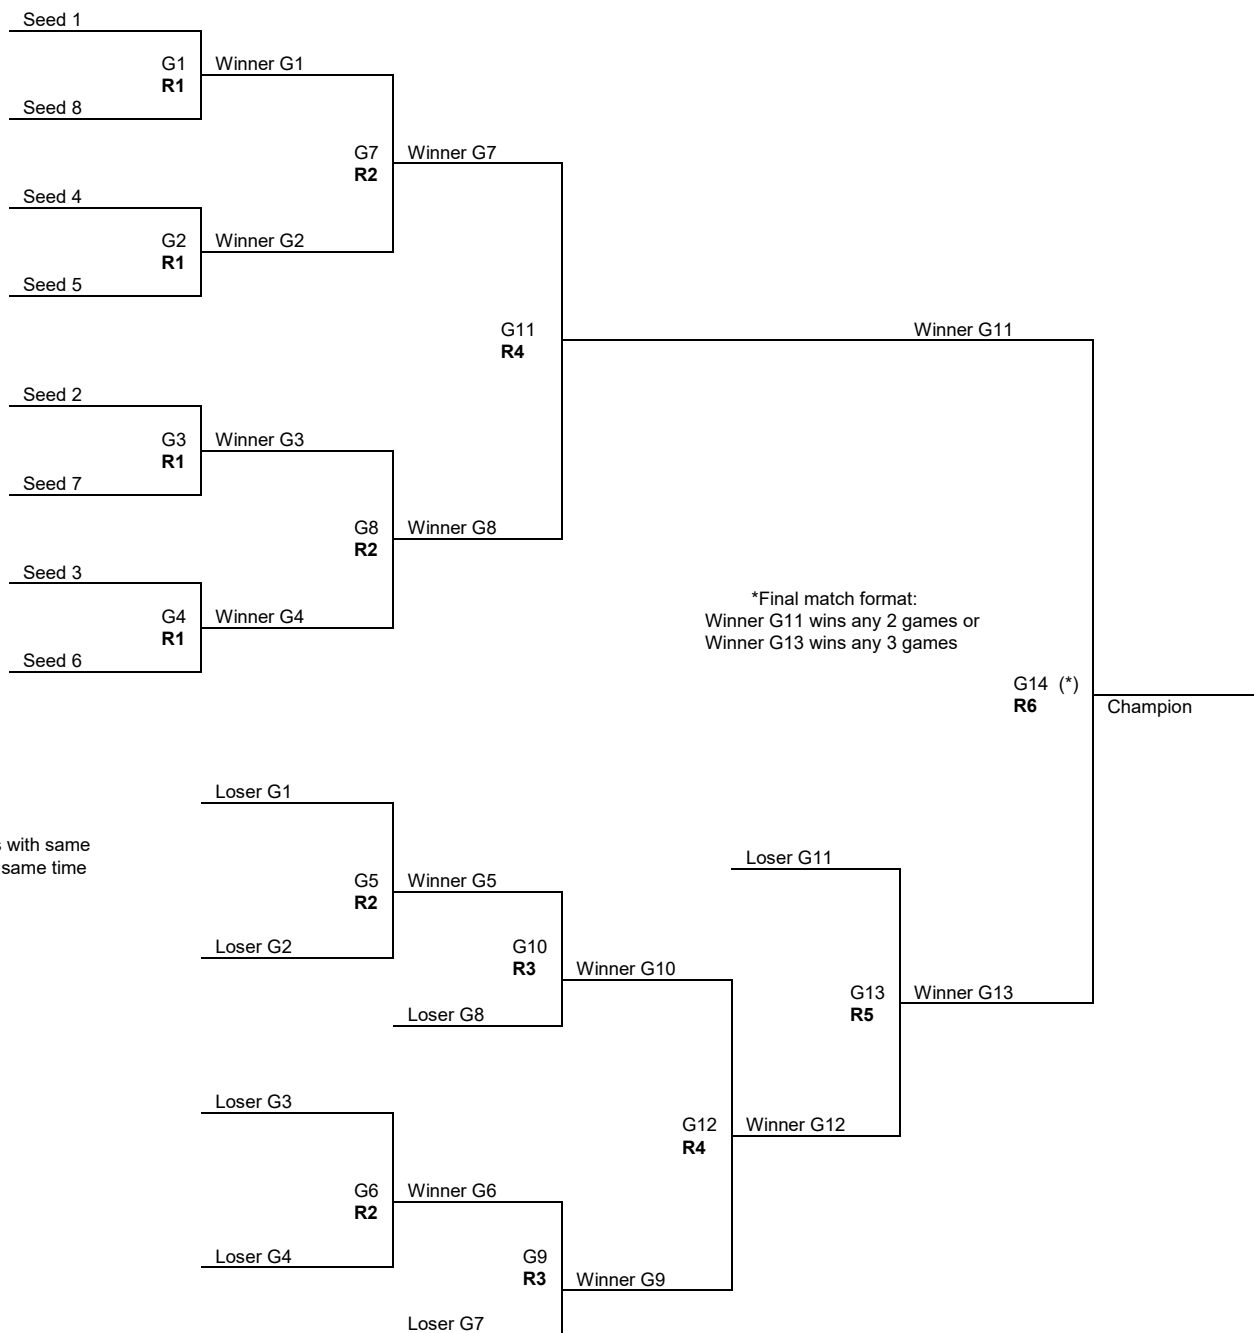 Seed 1
G1
R1
Winner G1
Seed 8
G7
R2
Winner G7
Seed 4
G2
R1
Winner G2
Seed 5
G11
R4
Winner G11
Seed 2
G3
R1
Winner G3
Seed 7
G8
R2
Winner G8
Seed 3
G4
R1
Winner G4
Seed 6
*Final match format:
Winner G11 wins any 2 games or
Winner G13 wins any 3 games
G14 (*)
R6
Champion
Loser G1
with same
same time
Loser G11
G5
R2
Winner G5
Loser G2
G10
R3
Winner G10
Loser G8
G13
R5
Winner G13
Loser G3
G12
R4
Winner G12
G6
R2
Winner G6
Loser G4
G9
R3
Winner G9
Loser G7